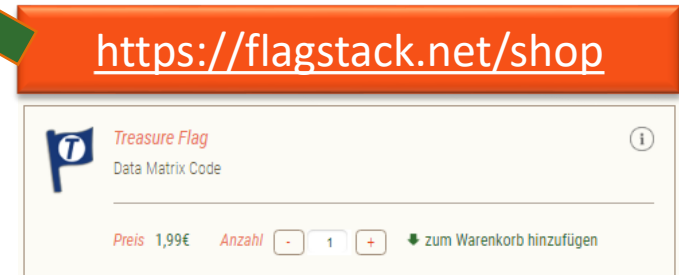 https://flagstack.net/shop
T
Treasure Flag
i
Data Matrix Code
Preis 1,99€ Anzahl - 1 + zum Warenkorb hinzufügen